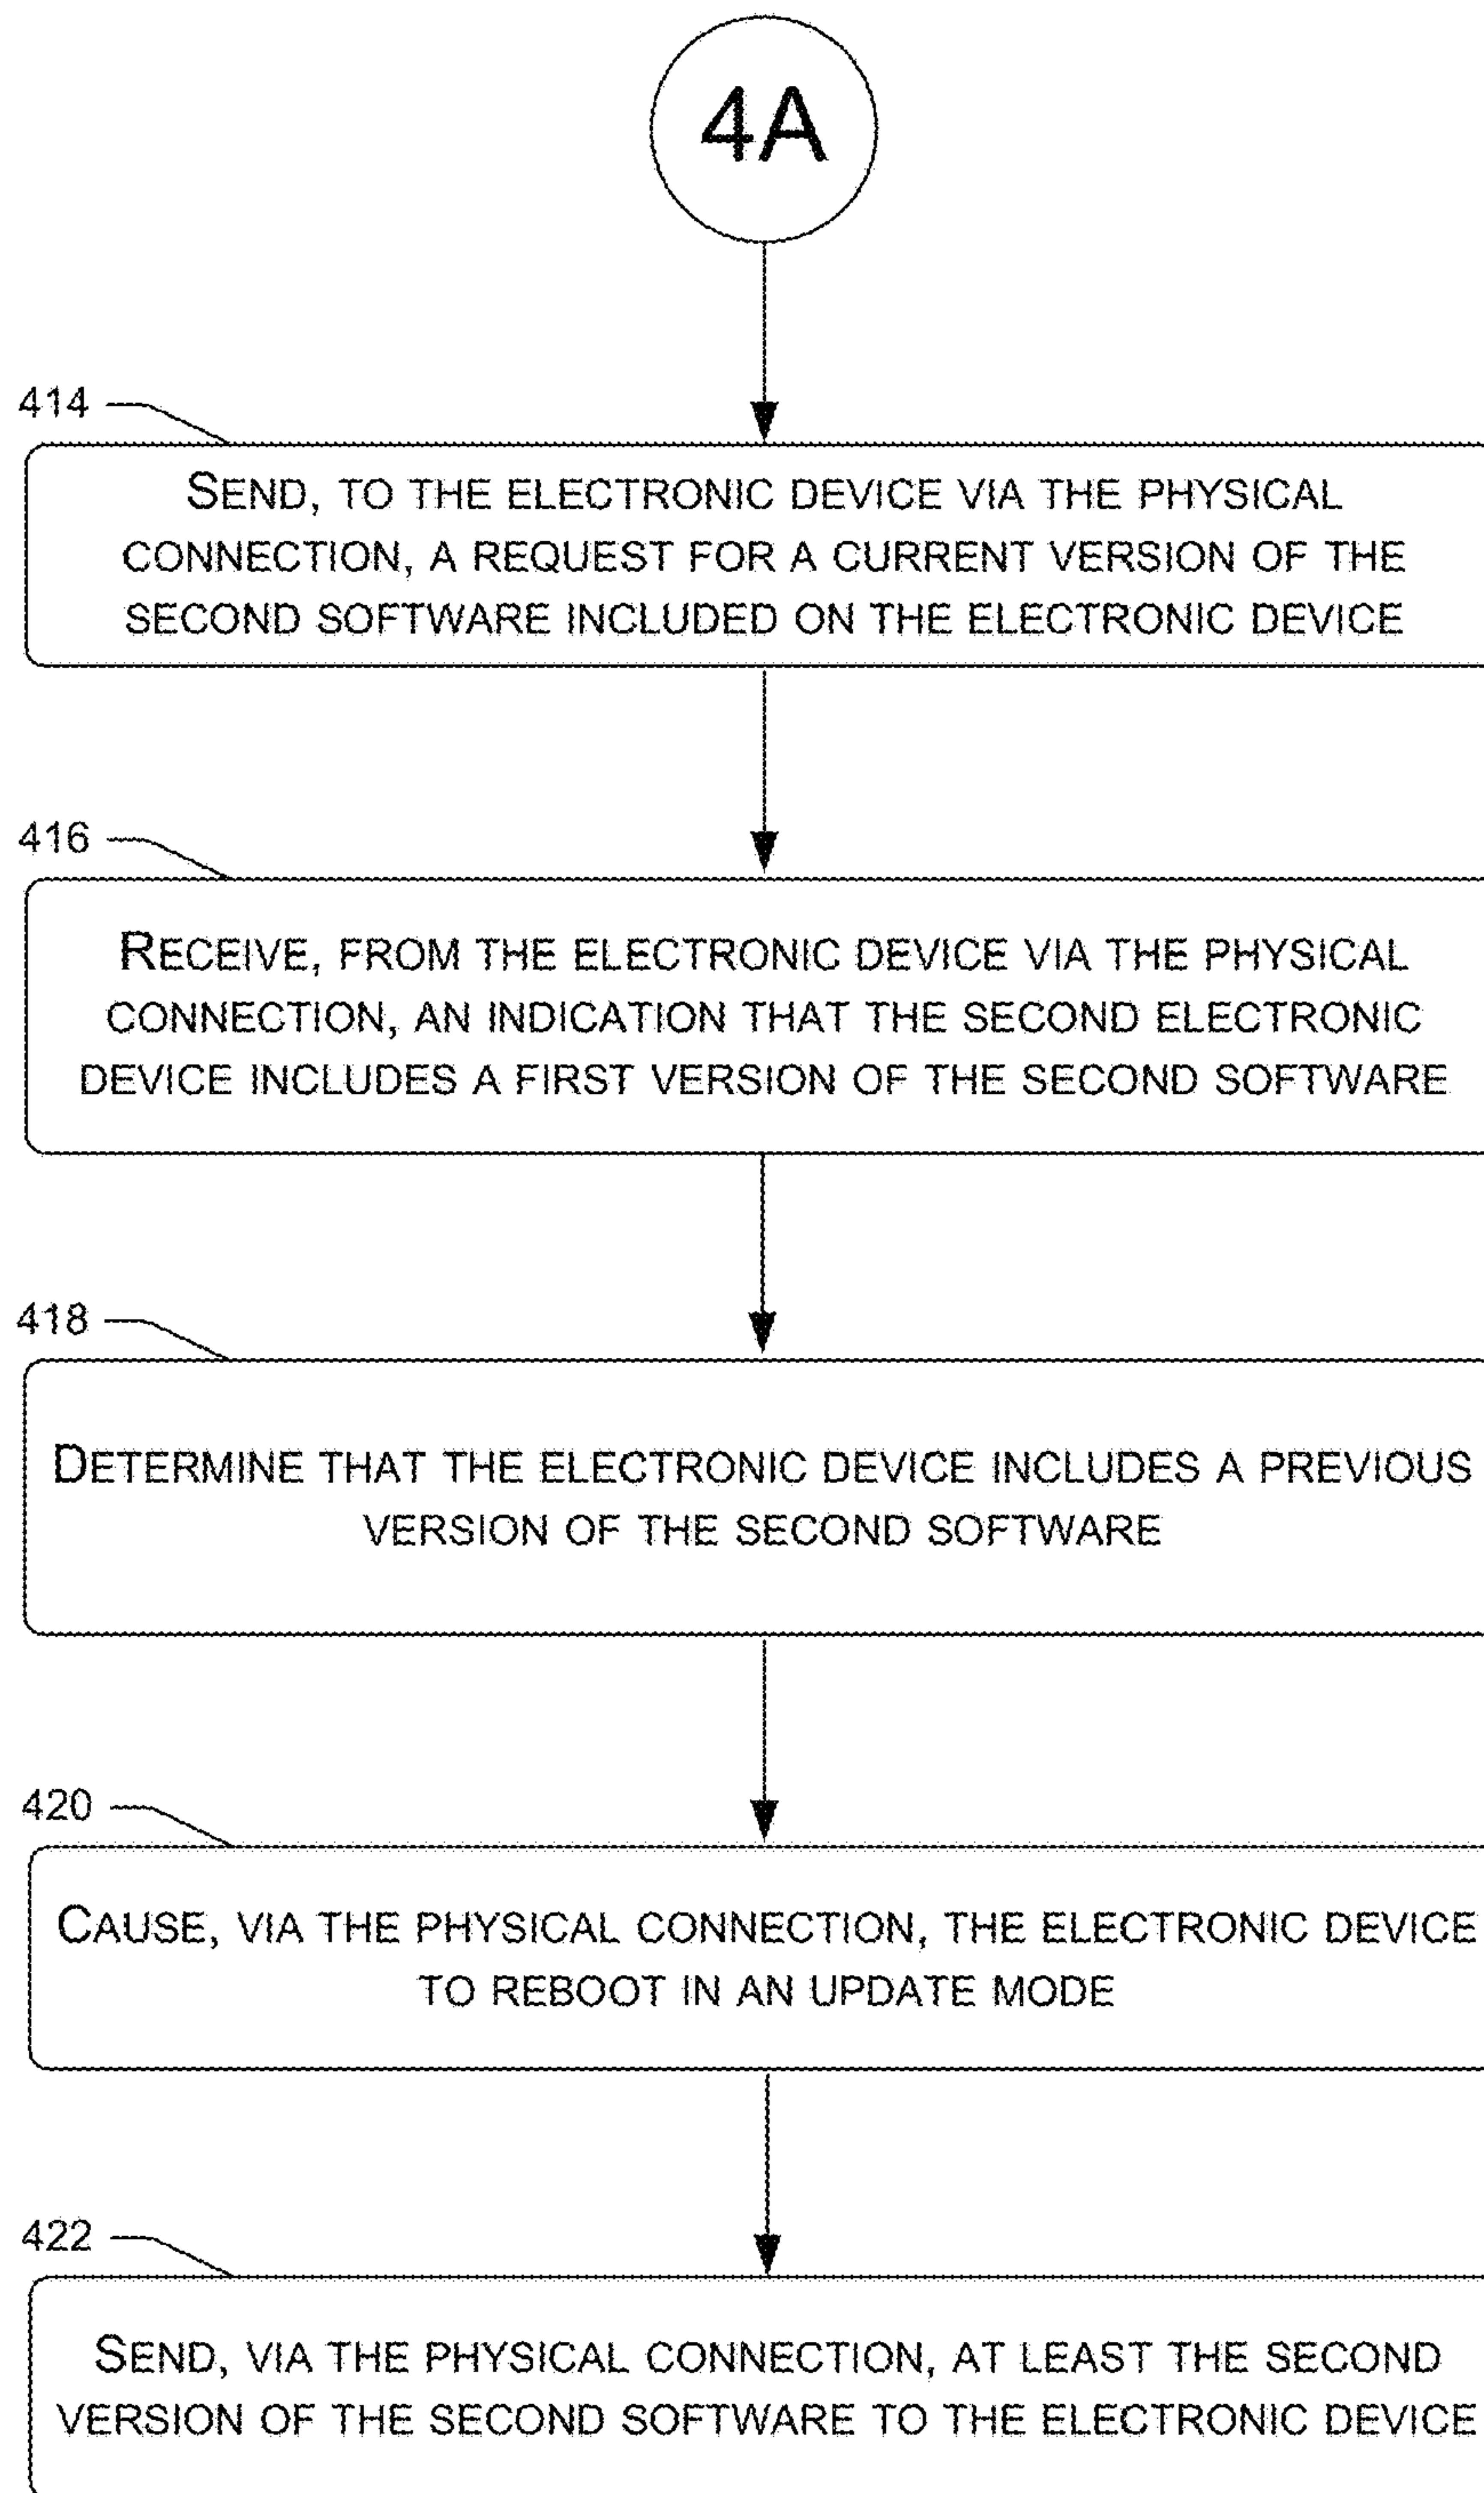 4A
414
SEND, TO THE ELECTRONIC DEVICE VIA THE PHYSICAL
CONNECTION, A REQUEST FOR A CURRENT VERSION OF THE
SECOND SOFTWARE INCLUDED ON THE ELECTRONIC DEVICE
416
RECEIVE, FROM THE ELECTRONIC DEVICE VIA THE PHYSICAL
CONNECTION, AN INDICATION THAT THE SECOND ELECTRONIC
DEVICE INCLUDES A FIRST VERSION OF THE SECOND SOFTWARE
418
DETERMINE THAT THE ELECTRONIC DEVICE INCLUDES A PREVIOUS
VERSION OF THE SECOND SOFTWARE
420
CAUSE, VIA THE PHYSICAL CONNECTION, THE ELECTRONIC DEVICE
TO REBOOT IN AN UPDATE MODE
422
SEND, VIA THE PHYSICAL CONNECTION, AT LEAST THE SECOND
VERSION OF THE SECOND SOFTWARE TO THE ELECTRONIC DEVICE